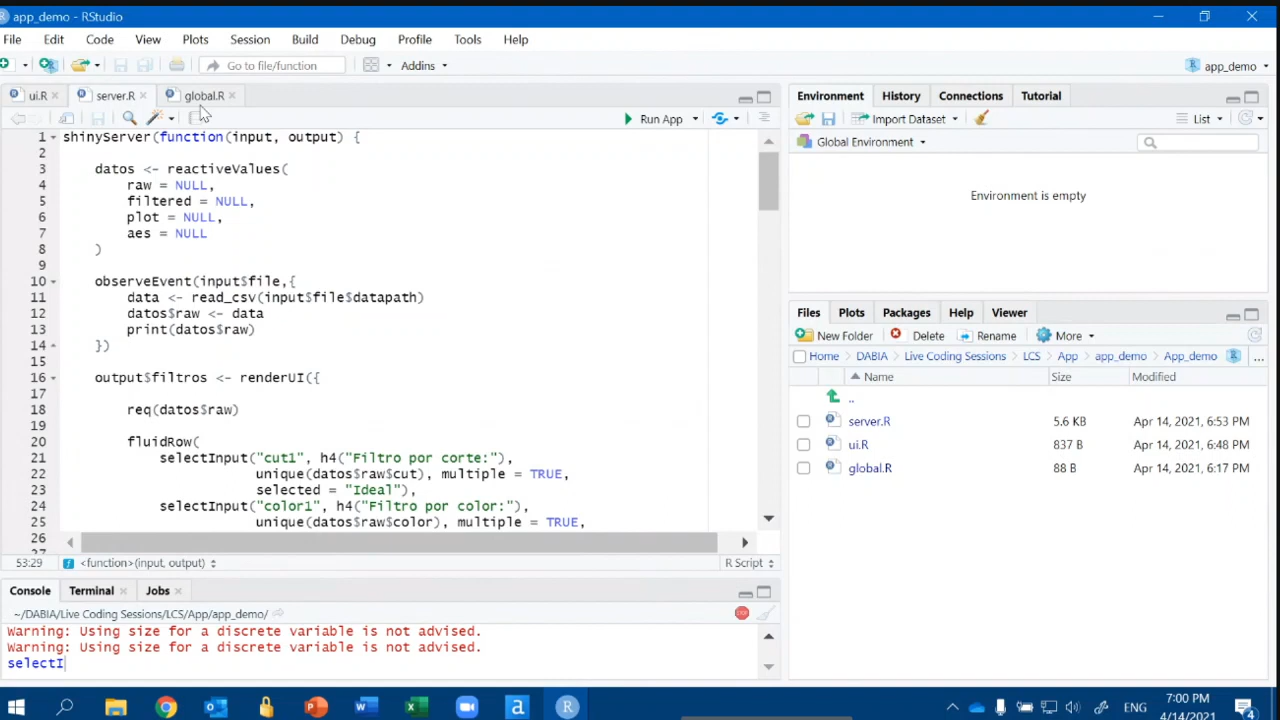 app_demo - RStudio
File Edit Code View Plots Session Build Debug Profile Tools Help
Go to file/function Addins app_demo
ui.R server.R global.R
Run App
1 shinyServer(function(input, output) {
2
3 datos <- reactiveValues(
4 raw = NULL,
5 filtered = NULL,
6 plot = NULL,
7 aes = NULL
8 )
9
10 observeEvent(input$file,{
11 data <- read_csv(input$file$datapath)
12 datos$raw <- data
13 print(datos$raw)
14 })
15
16 output$filtros <- renderUI({
17
18 req(datos$raw)
19
20 fluidRow(
21 selectInput("cut1", h4("Filtro por corte:"),
22 unique(datos$raw$cut), multiple = TRUE,
23 selected = "Ideal"),
24 selectInput("color1", h4("Filtro por color:"),
25 unique(datos$raw$color), multiple = TRUE,
26
53:29 <function>(input, output) R Script
Console Terminal Jobs
~/DABIA/Live Coding Sessions/LCS/App/app_demo/
Warning: Using size for a discrete variable is not advised.
Warning: Using size for a discrete variable is not advised.
selectI
Environment History Connections Tutorial
Import Dataset List
Global Environment
Environment is empty
Files Plots Packages Help Viewer
New Folder Delete Rename More
Home DABIA Live Coding Sessions LCS App app_demo App_demo ...
Name Size Modified
..
server.R 5.6 KB Apr 14, 2021, 6:53 PM
ui.R 837 B Apr 14, 2021, 6:48 PM
global.R 88 B Apr 14, 2021, 6:17 PM
ENG
7:00 PM
4/14/2021
4